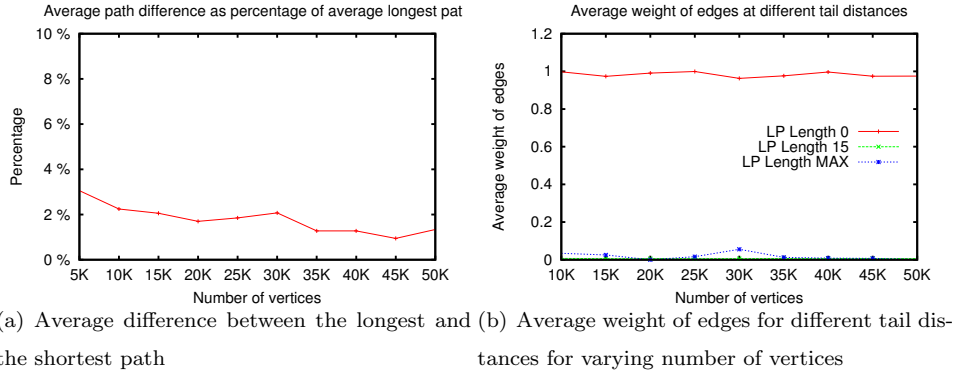 Average path difference as percentage of average longest pat
10 %
8 %
6 %
4 %
2 %
0 %
Percentage
5K 10K 15K 20K 25K 30K 35K 40K 45K 50K
Number of vertices
(a) Average difference between the longest and
the shortest path
Average weight of edges at different tail distances
1.2
1
0.8
0.6
0.4
0.2
0
Average weight of edges
LP Length 0
LP Length 15
LP Length MAX
10K 15K 20K 25K 30K 35K 40K 45K 50K
Number of vertices
(b) Average weight of edges for different tail dis-
tances for varying number of vertices